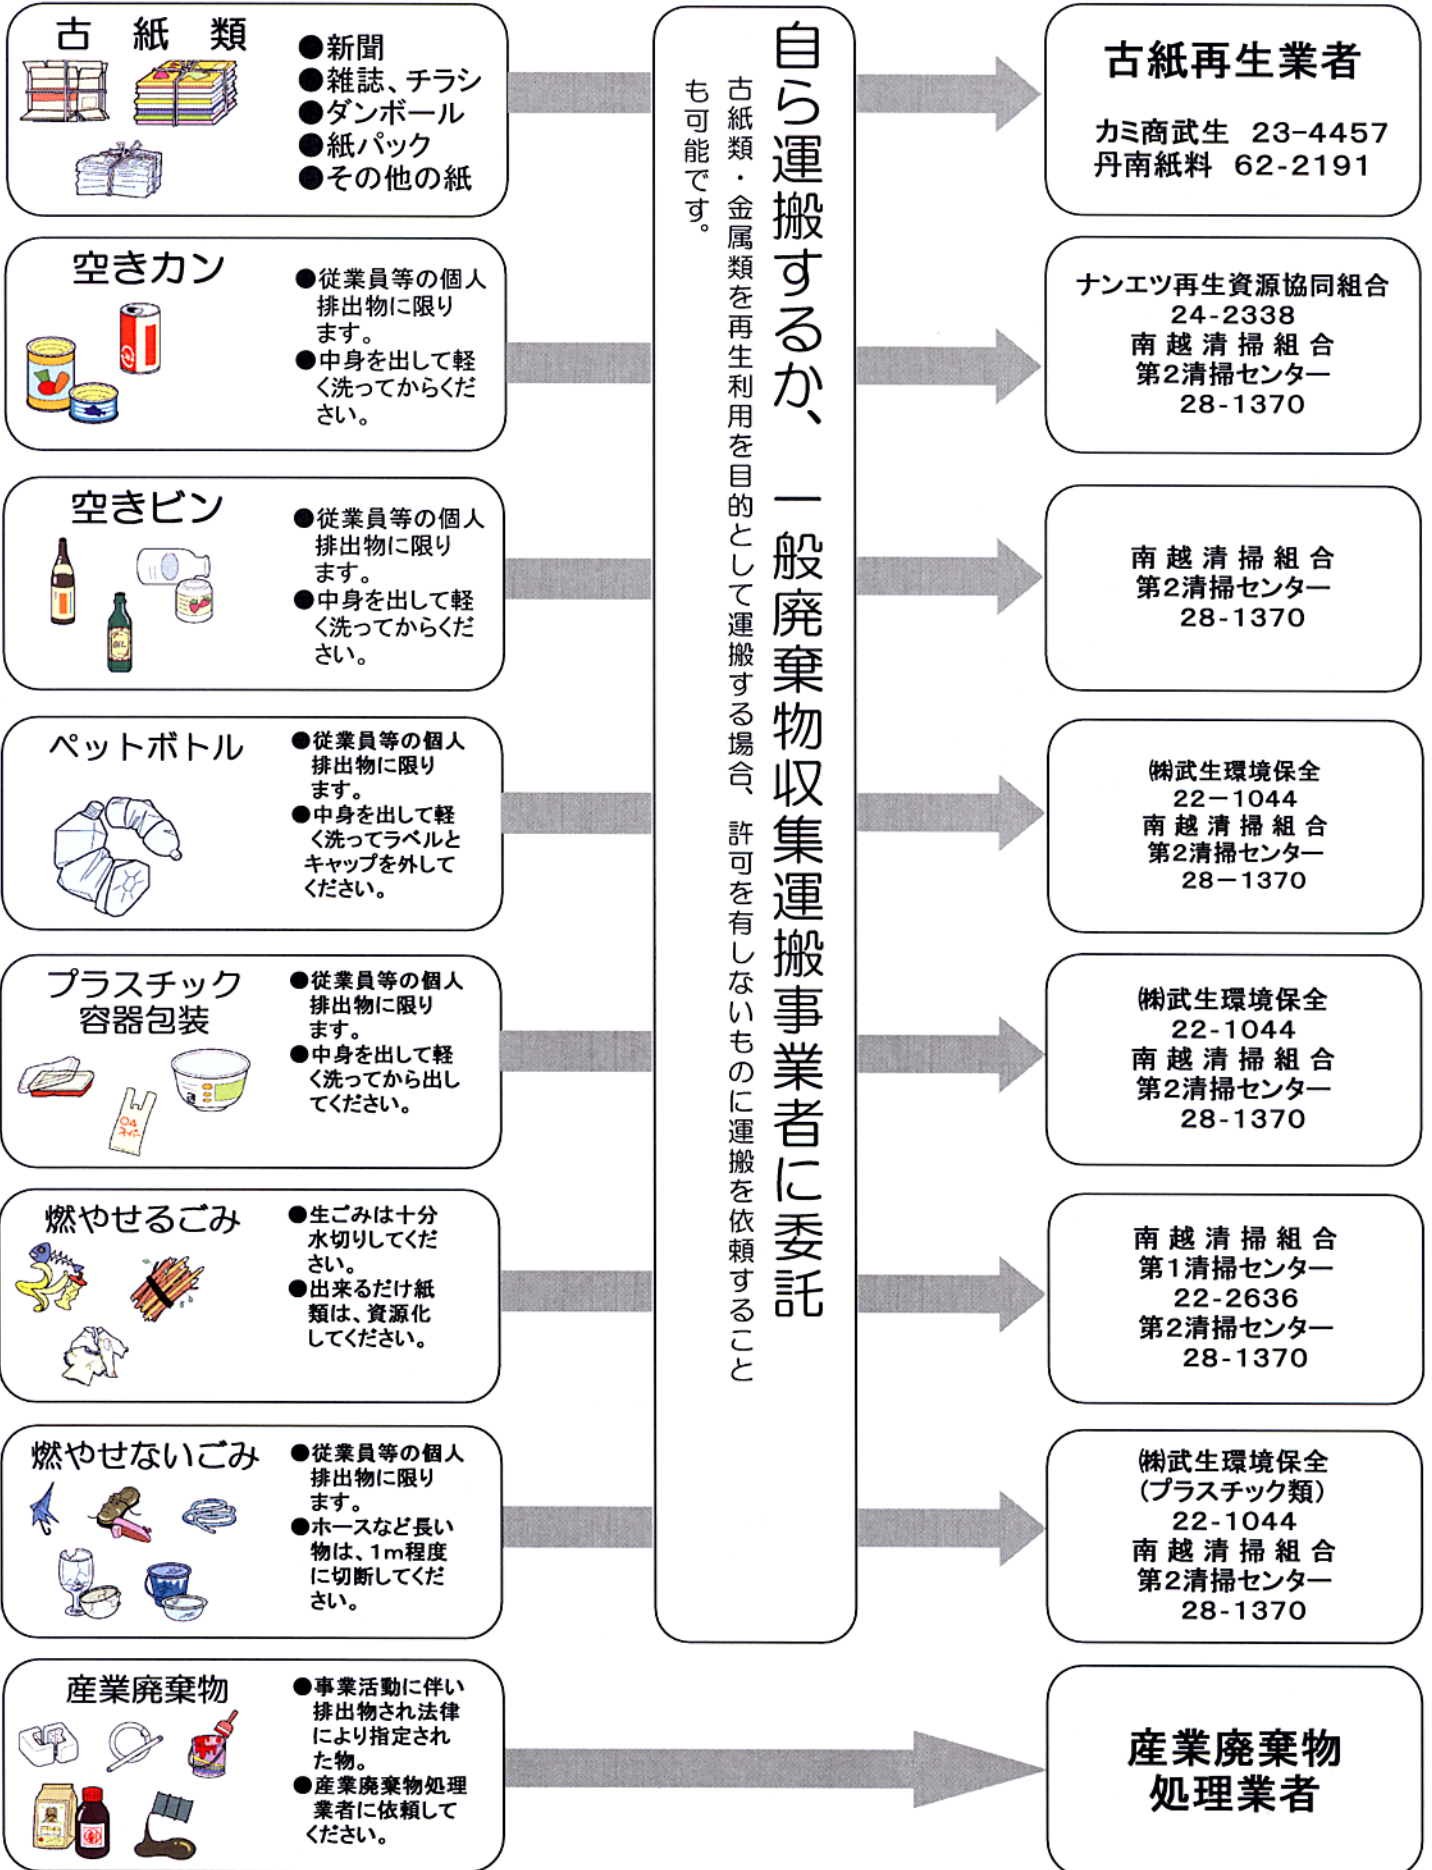 古紙類
●新聞
●雑誌、チラシ
●ダンボール
●紙パック
●その他の紙
空きカン
●従業員等の個人
排出物に限り
ます。
●中身を出して軽
く洗ってからくだ
さい。
空きビン
●従業員等の個人
排出物に限り
ます。
●中身を出して軽
く洗ってからくだ
さい。
ペットボトル
●従業員等の個人
排出物に限り
ます。
●中身を出して軽
く洗ってラベルと
キャップを外して
ください。
プラスチック
容器包装
●従業員等の個人
排出物に限り
ます。
●中身を出して軽
く洗ってから出し
てください。
燃やせるごみ
●生ごみは十分
水切りしてくだ
さい。
●出来るだけ紙
類は、資源化
してください。
燃やせないごみ
●従業員等の個人
排出物に限り
ます。
●ホースなど長い
物は、1m程度
に切断してくだ
さい。
産業廃棄物
●事業活動に伴い
排出物され法律
により指定され
た物。
●産業廃棄物処理
業者に依頼して
ください。
自ら運搬するか、一般廃棄物収集運搬事業者に委託
古紙類・金属類を再生利用を目的として運搬する場合、許可を有しないものに運搬を依頼すること
も可能です。
古紙再生業者
カミ商武生 23-4457
丹南紙料 62-2191
ナンエツ再生資源協同組合
24-2338
南越清掃組合
第2清掃センター
28-1370
南越清掃組合
第2清掃センター
28-1370
㈱武生環境保全
22－1044
南越清掃組合
第2清掃センター
28－1370
㈱武生環境保全
22-1044
南越清掃組合
第2清掃センター
28-1370
南越清掃組合
第1清掃センター
22-2636
第2清掃センター
28-1370
㈱武生環境保全
(プラスチック類)
22-1044
南越清掃組合
第2清掃センター
28-1370
産業廃棄物
処理業者